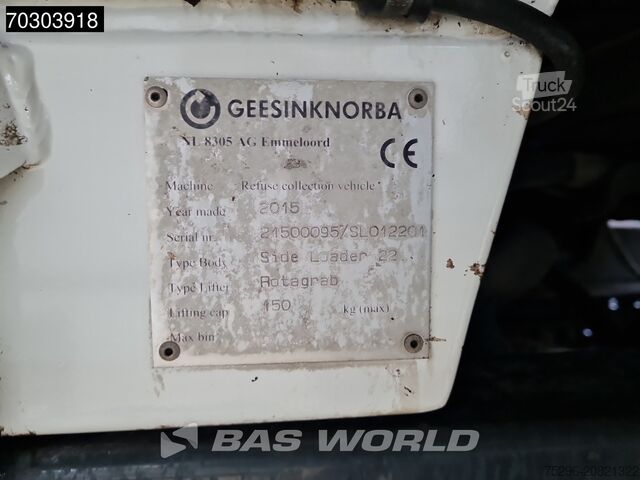 70303918
Truck
Scout24
GEESINKNORBA
NL 8305 AG Emmeloord
CE
Machine Refuse collection vehicle
Year made 2015
Serial nr. 21500095/SL012201
Type Body Side Loader 22
Type Lifter Rotagrab
Lifting cap 150 kg (max)
Max bin
BAS WORLD